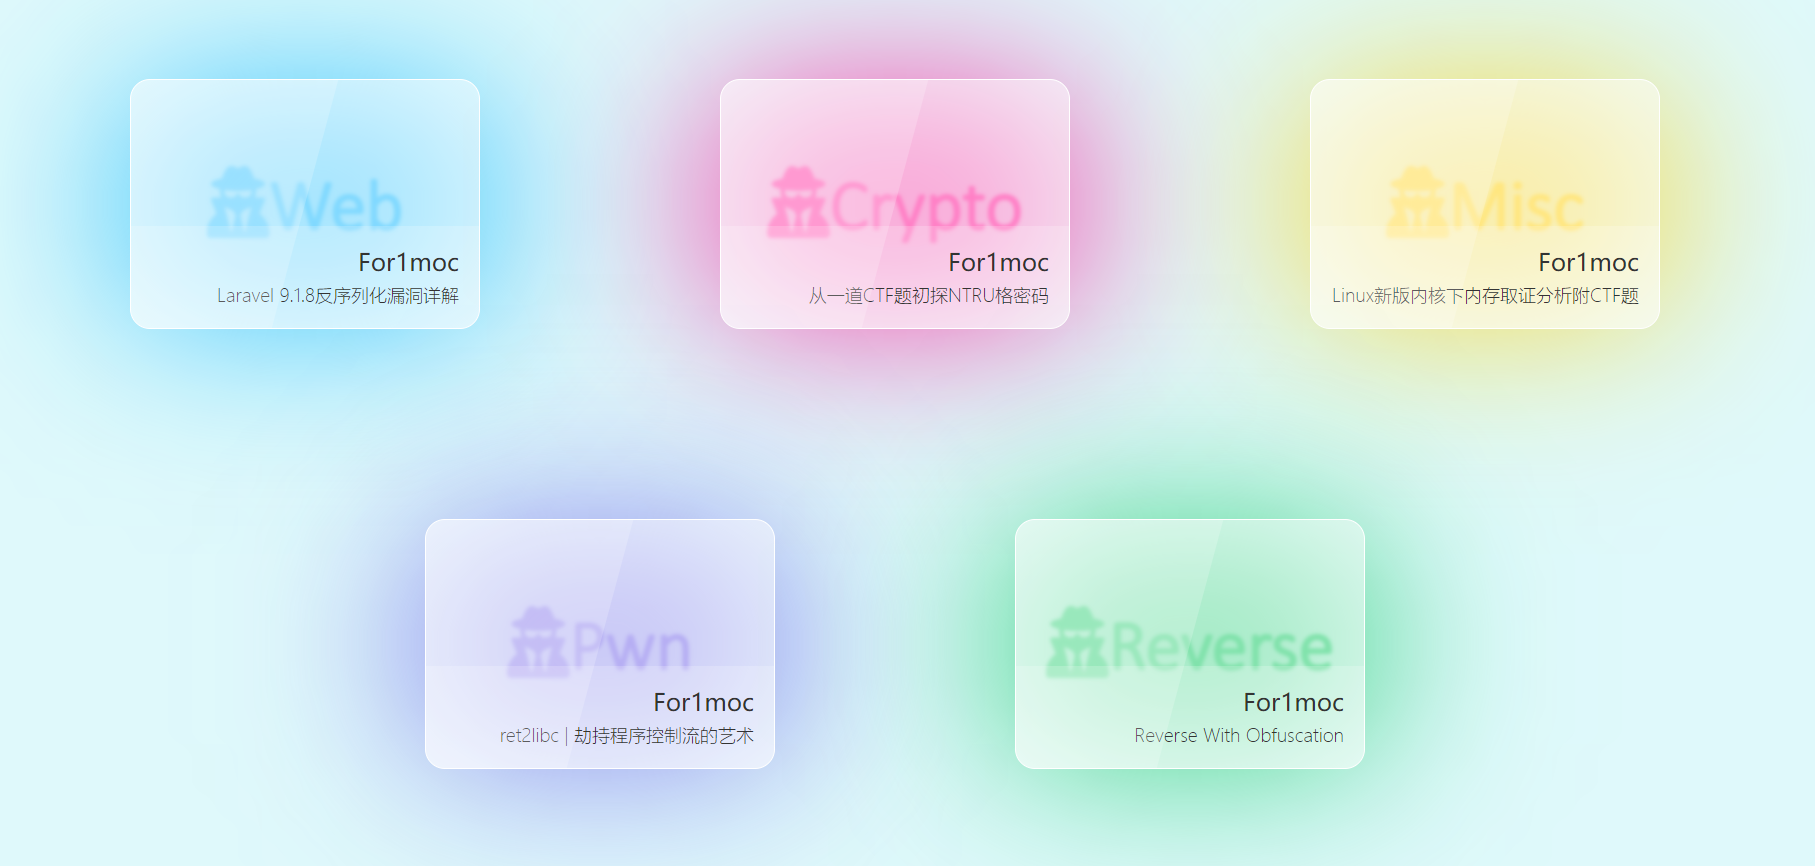 Web
For1moc
Laravel 9.1.8反序列化漏洞详解
Crypto
For1moc
从一道CTF题初探NTRU格密码
Misc
For1moc
Linux新版内核下内存取证分析附CTF题
Pwn
For1moc
ret2libc | 劫持程序控制流的艺术
Reverse
For1moc
Reverse With Obfuscation